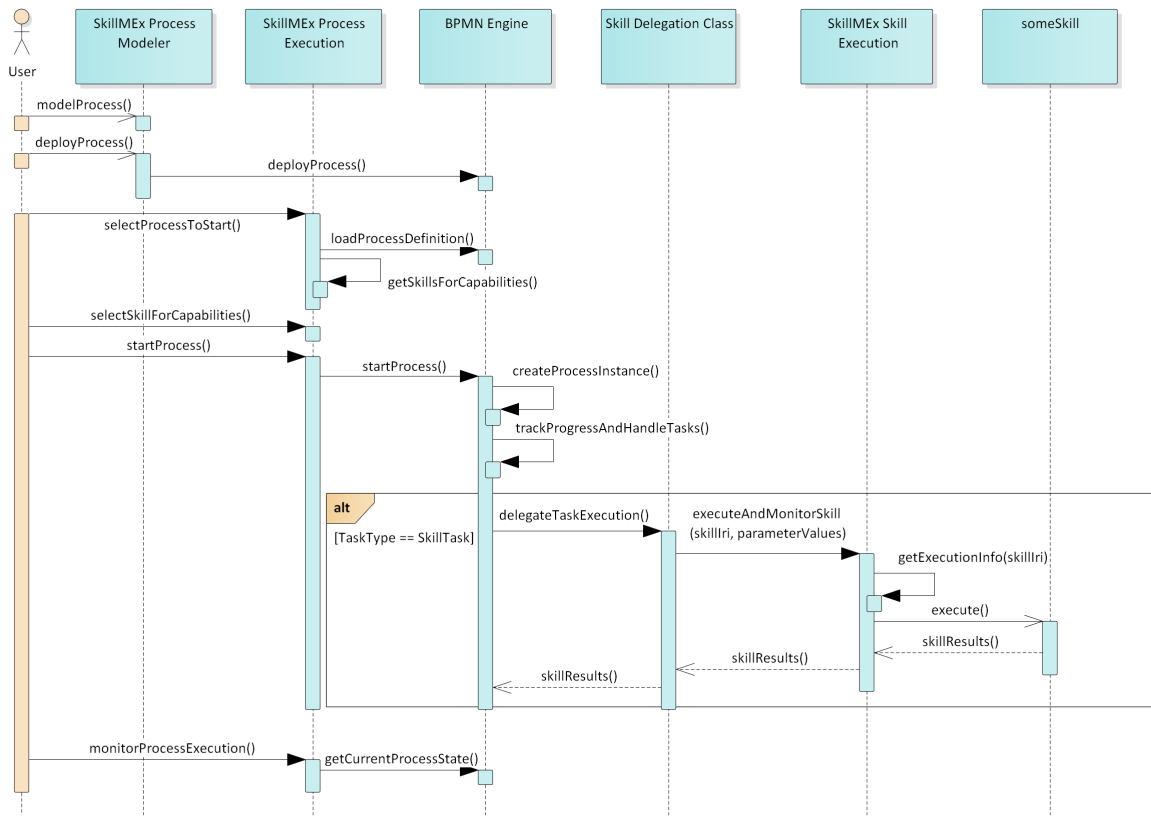 SkillMEx Process
Modeler
SkillMEx Process
Execution
BPMN Engine
Skill Delegation Class
SkillMEx Skill
Execution
someSkill
User
modelProcess()
deployProcess()
deployProcess()
selectProcessToStart()
loadProcessDefinition()
getSkillsForCapabilities()
selectSkillForCapabilities()
startProcess()
startProcess()
createProcessInstance()
trackProgressAndHandleTasks()
alt
[TaskType == SkillTask]
delegateTaskExecution()
executeAndMonitorSkill
(skillIri, parameterValues)
getExecutionInfo(skillIri)
execute()
skillResults()
skillResults()
skillResults()
monitorProcessExecution()
getCurrentProcessState()